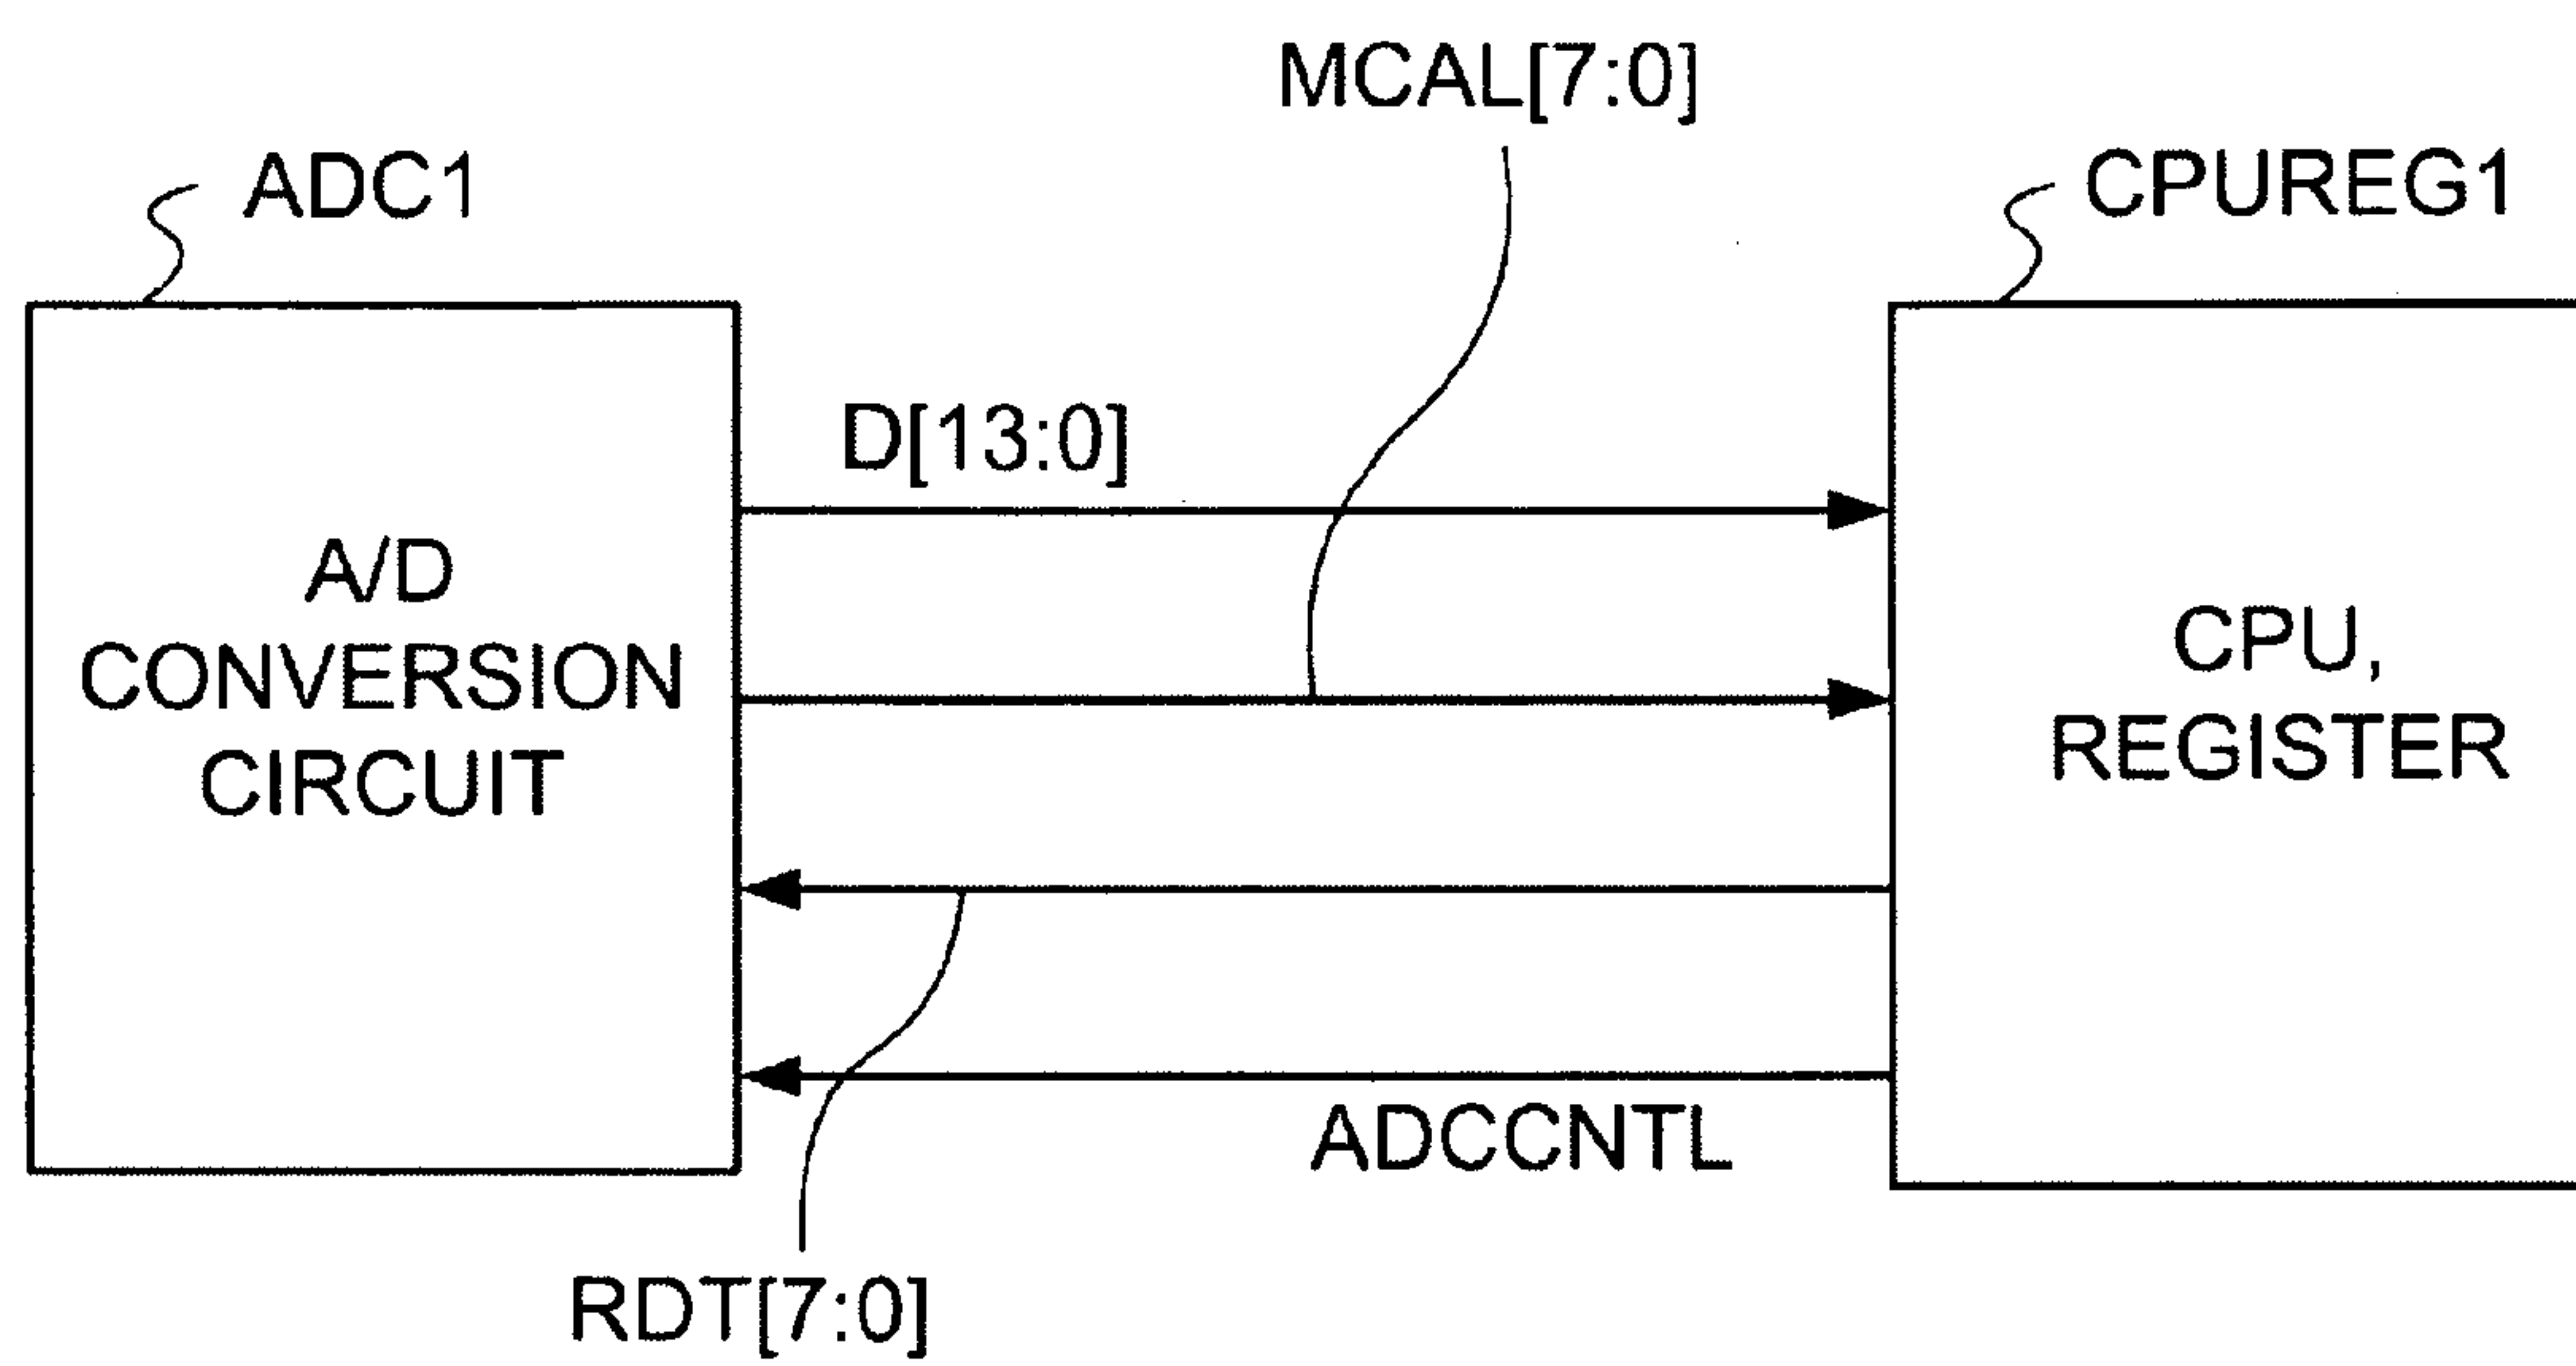 MCAL[7:0]
ADC1
CPUREG1
D[13:0]
A/D
CONVERSION
CIRCUIT
CPU,
REGISTER
ADCCNTL
RDT[7:0]